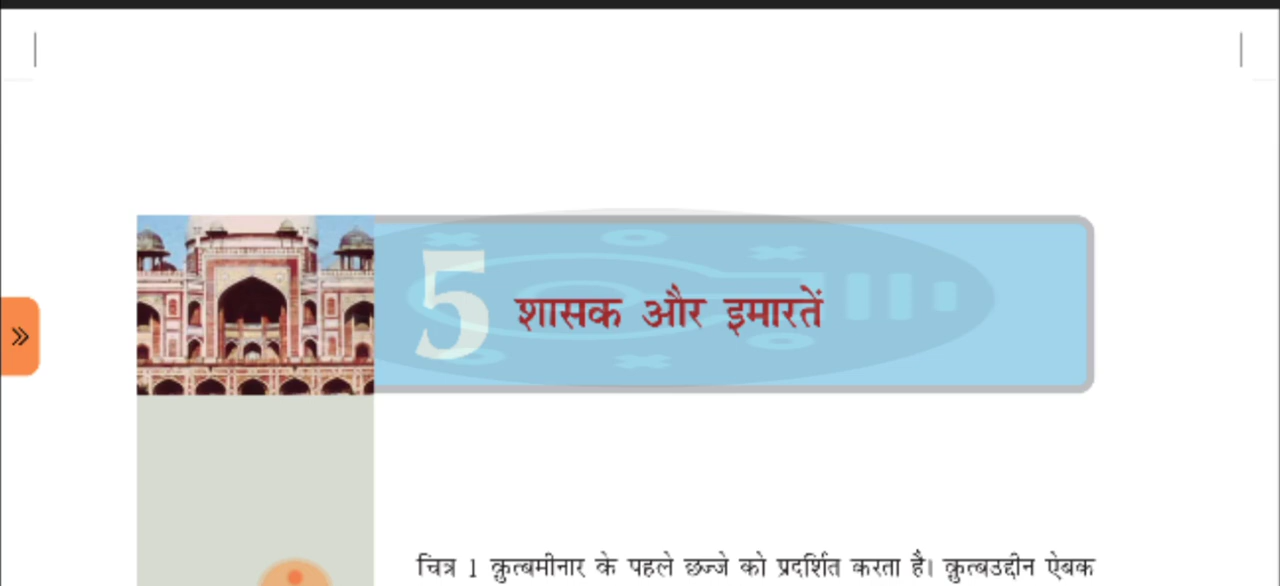 5 शासक और इमारतें
चित्र 1 क़ुत्बमीनार के पहले छज्जे को प्रदर्शित करता है। क़ुत्बउद्दीन ऐबक